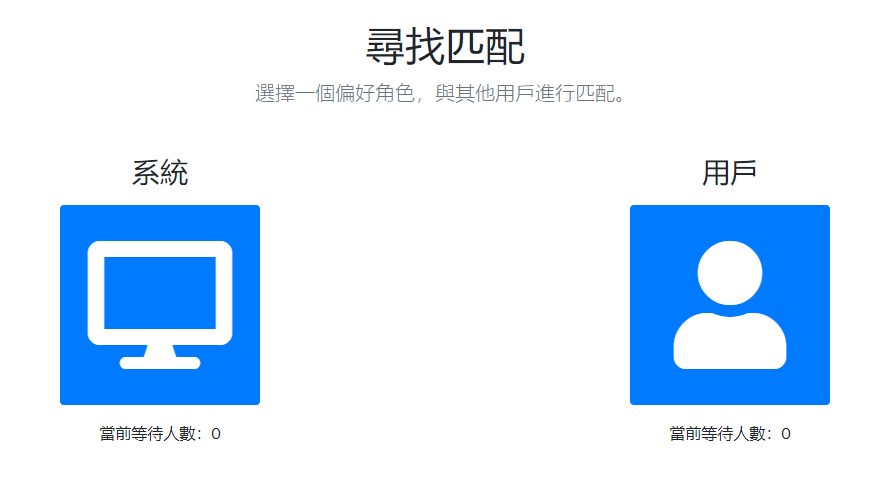 尋找匹配
選擇一個偏好角色，與其他用戶進行匹配。
系統
用戶
當前等待人數：0
當前等待人數：0